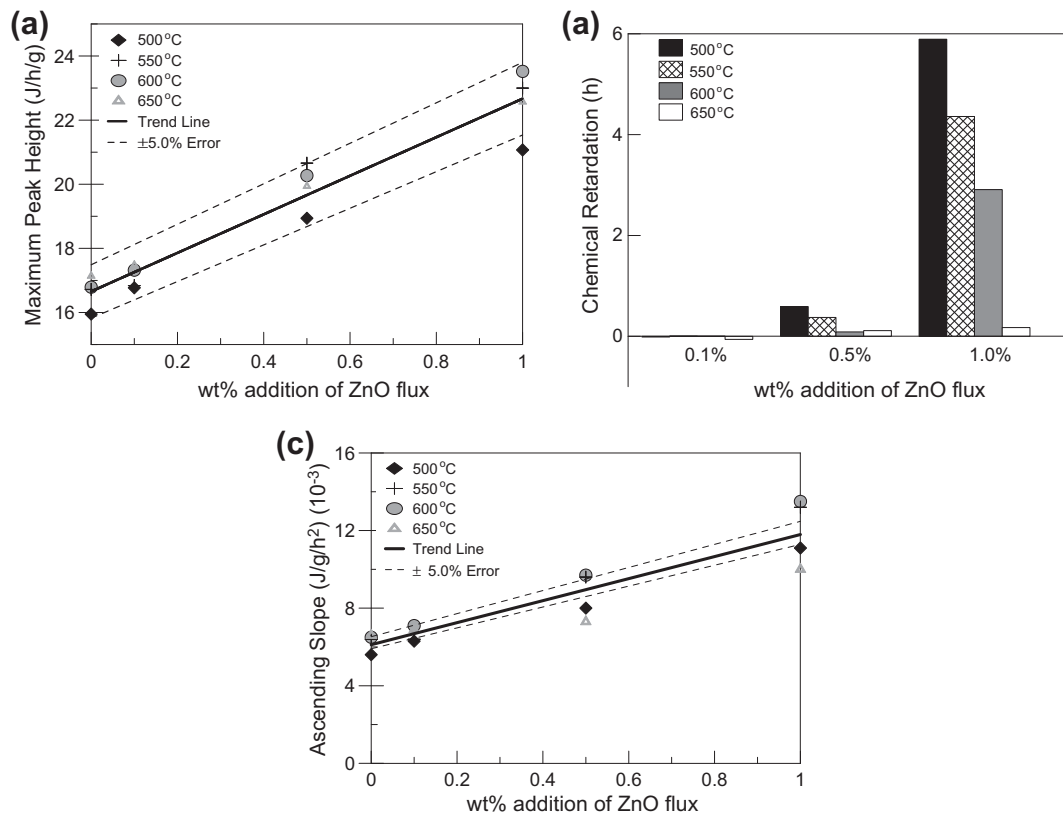 (a)
Maximum Peak Height (J/h/g)
24
22
20
18
16
500°C
550°C
600°C
650°C
Trend Line
±5.0% Error
0 0.2 0.4 0.6 0.8 1
wt% addition of ZnO flux
(a)
Chemical Retardation (h)
6
4
2
0
500°C
550°C
600°C
650°C
0.1% 0.5% 1.0%
wt% addition of ZnO flux
(c)
Ascending Slope (J/g/h²) (10⁻³)
16
12
8
4
0
500°C
550°C
600°C
650°C
Trend Line
± 5.0% Error
0 0.2 0.4 0.6 0.8 1
wt% addition of ZnO flux